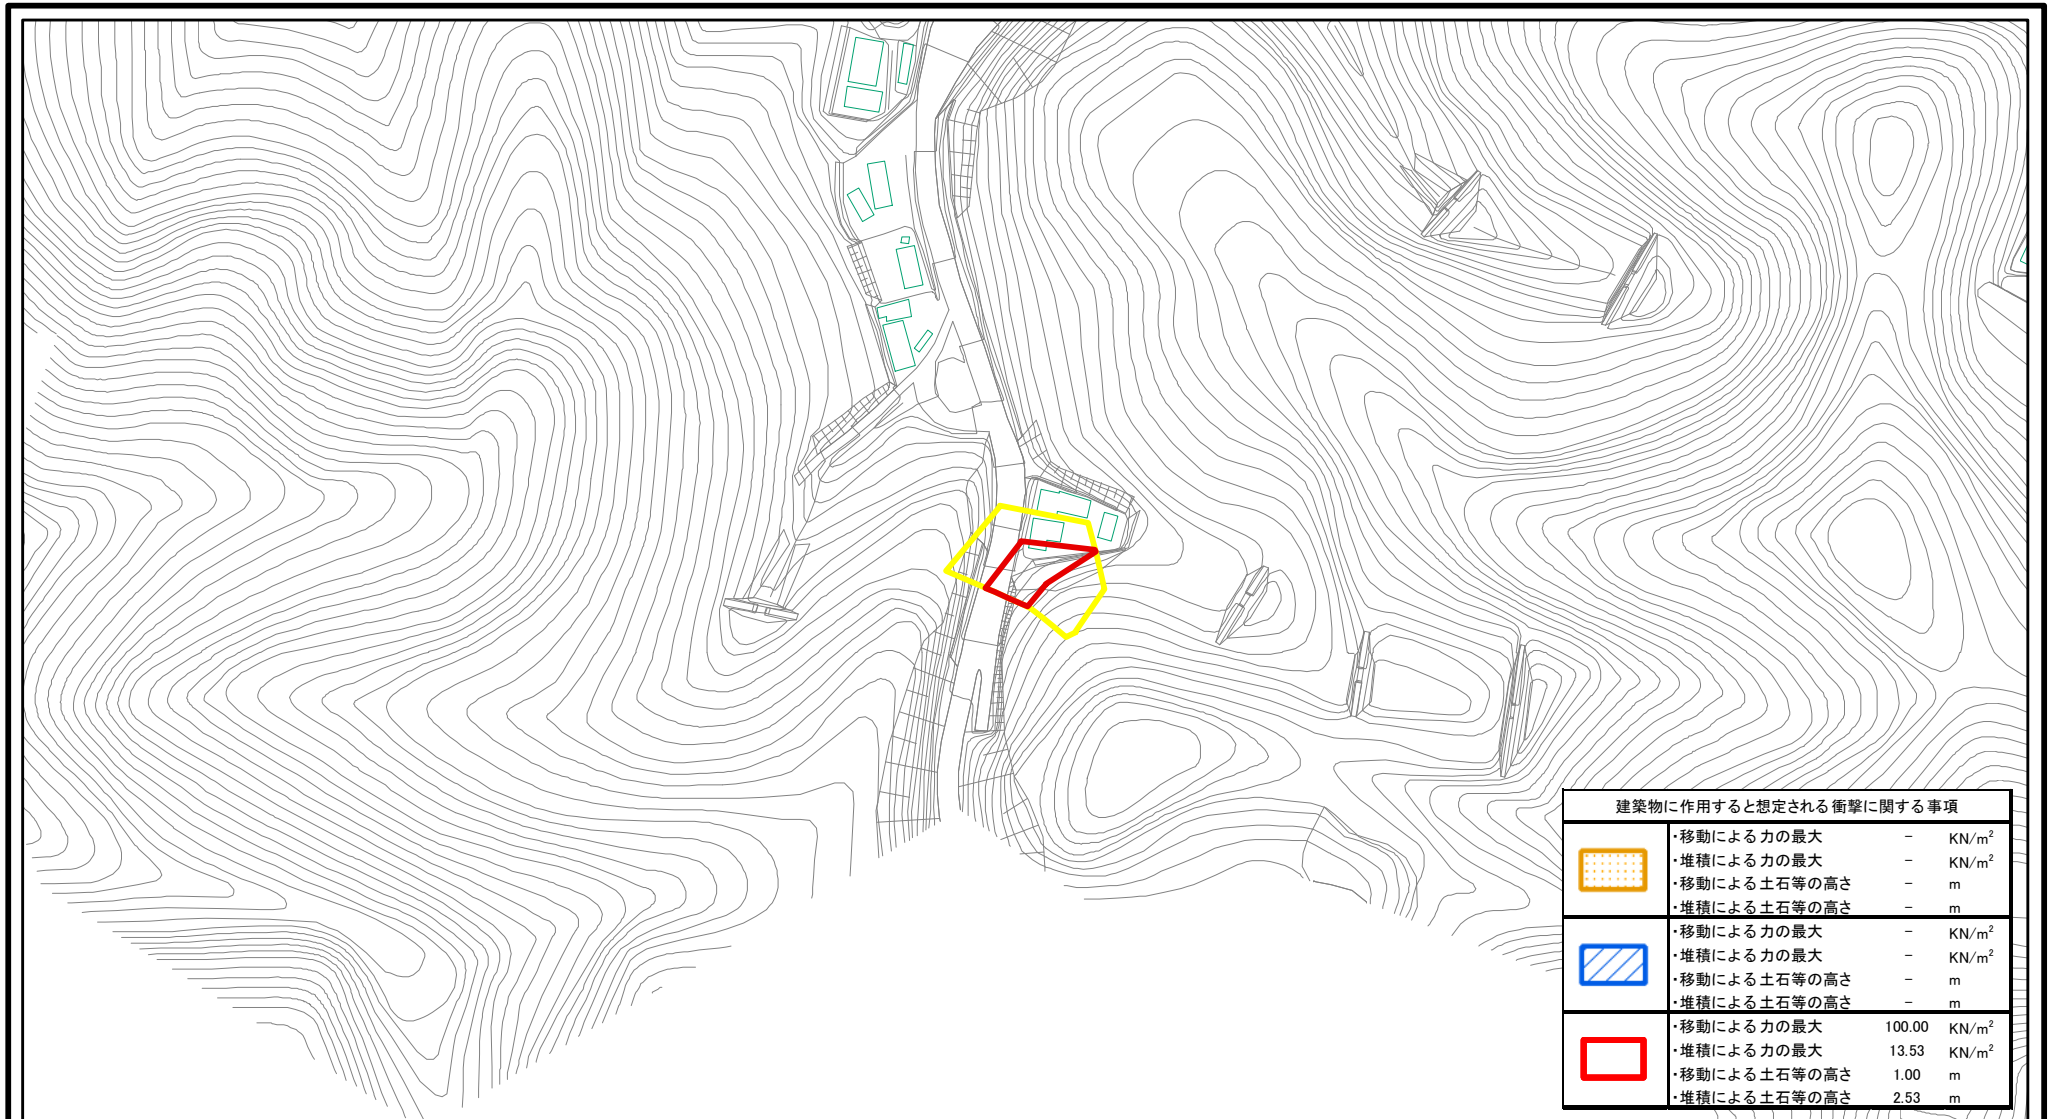 建築物に作用すると想定される衝撃に関する事項
・移動による力の最大 - KN/m²
・堆積による力の最大 - KN/m²
・移動による土石等の高さ - m
・堆積による土石等の高さ - m
・移動による力の最大 - KN/m²
・堆積による力の最大 - KN/m²
・移動による土石等の高さ - m
・堆積による土石等の高さ - m
・移動による力の最大 100.00 KN/m²
・堆積による力の最大 13.53 KN/m²
・移動による土石等の高さ 1.00 m
・堆積による土石等の高さ 2.53 m